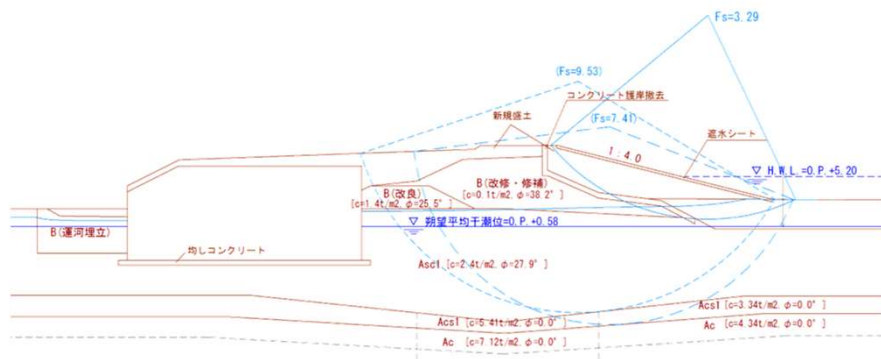 Fs=3.29
(Fs=9.53)
コンクリート護岸撤去
新規盛土
(Fs=7.41)
遮水シート
1:4.0
▽ H.W.L.=O.P.+5.20
B(改修・修補)
[c=0.1t/m2. φ=38.2°]
B(改良)
[c=1.4t/m2. φ=25.5°]
▽ 朔望平均干潮位=O.P.+0.58
B(運河埋立)
均しコンクリート
Asc1 [c=2.4t/m2. φ=27.9°]
Acs1 [c=3.34t/m2. φ=0.0°]
Acs1 [c=5.41t/m2. φ=0.0°]
Ac [c=4.34t/m2. φ=0.0°]
Ac [c=7.12t/m2. φ=0.0°]